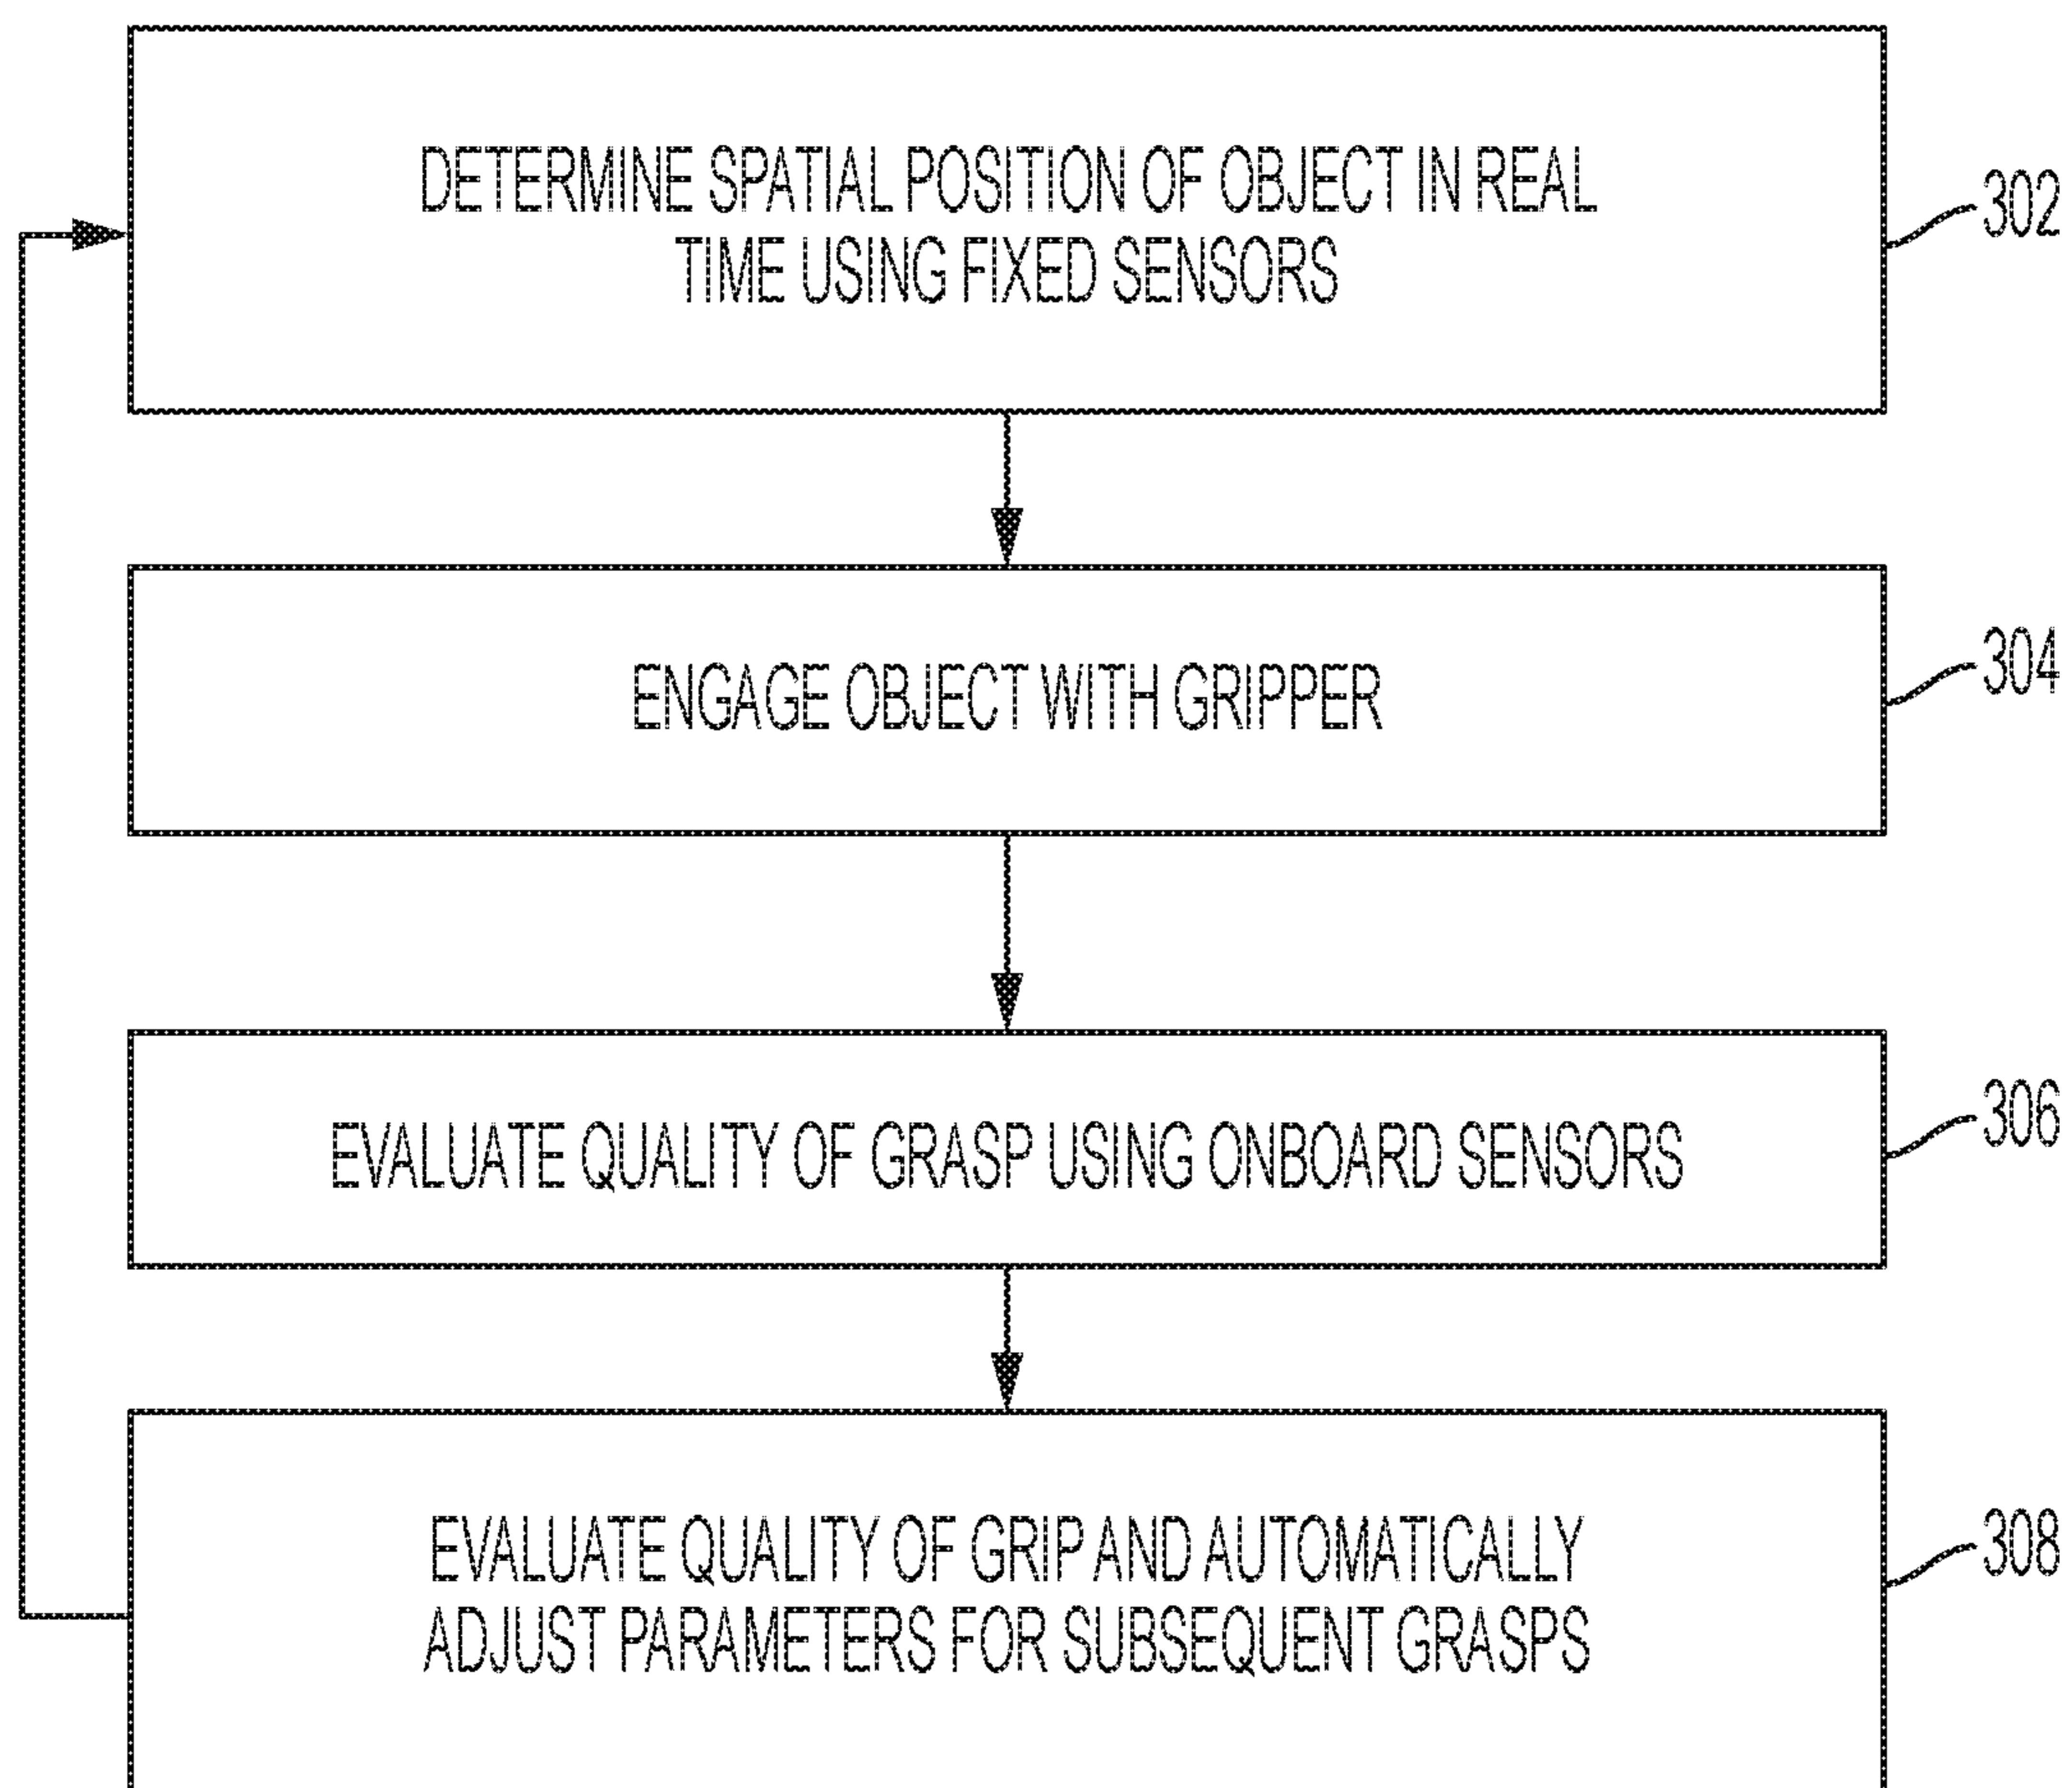 DETERMINE SPATIAL POSITION OF OBJECT IN REAL
TIME USING FIXED SENSORS
302
ENGAGE OBJECT WITH GRIPPER
304
EVALUATE QUALITY OF GRASP USING ONBOARD SENSORS
306
EVALUATE QUALITY OF GRIP AND AUTOMATICALLY
ADJUST PARAMETERS FOR SUBSEQUENT GRASPS
308